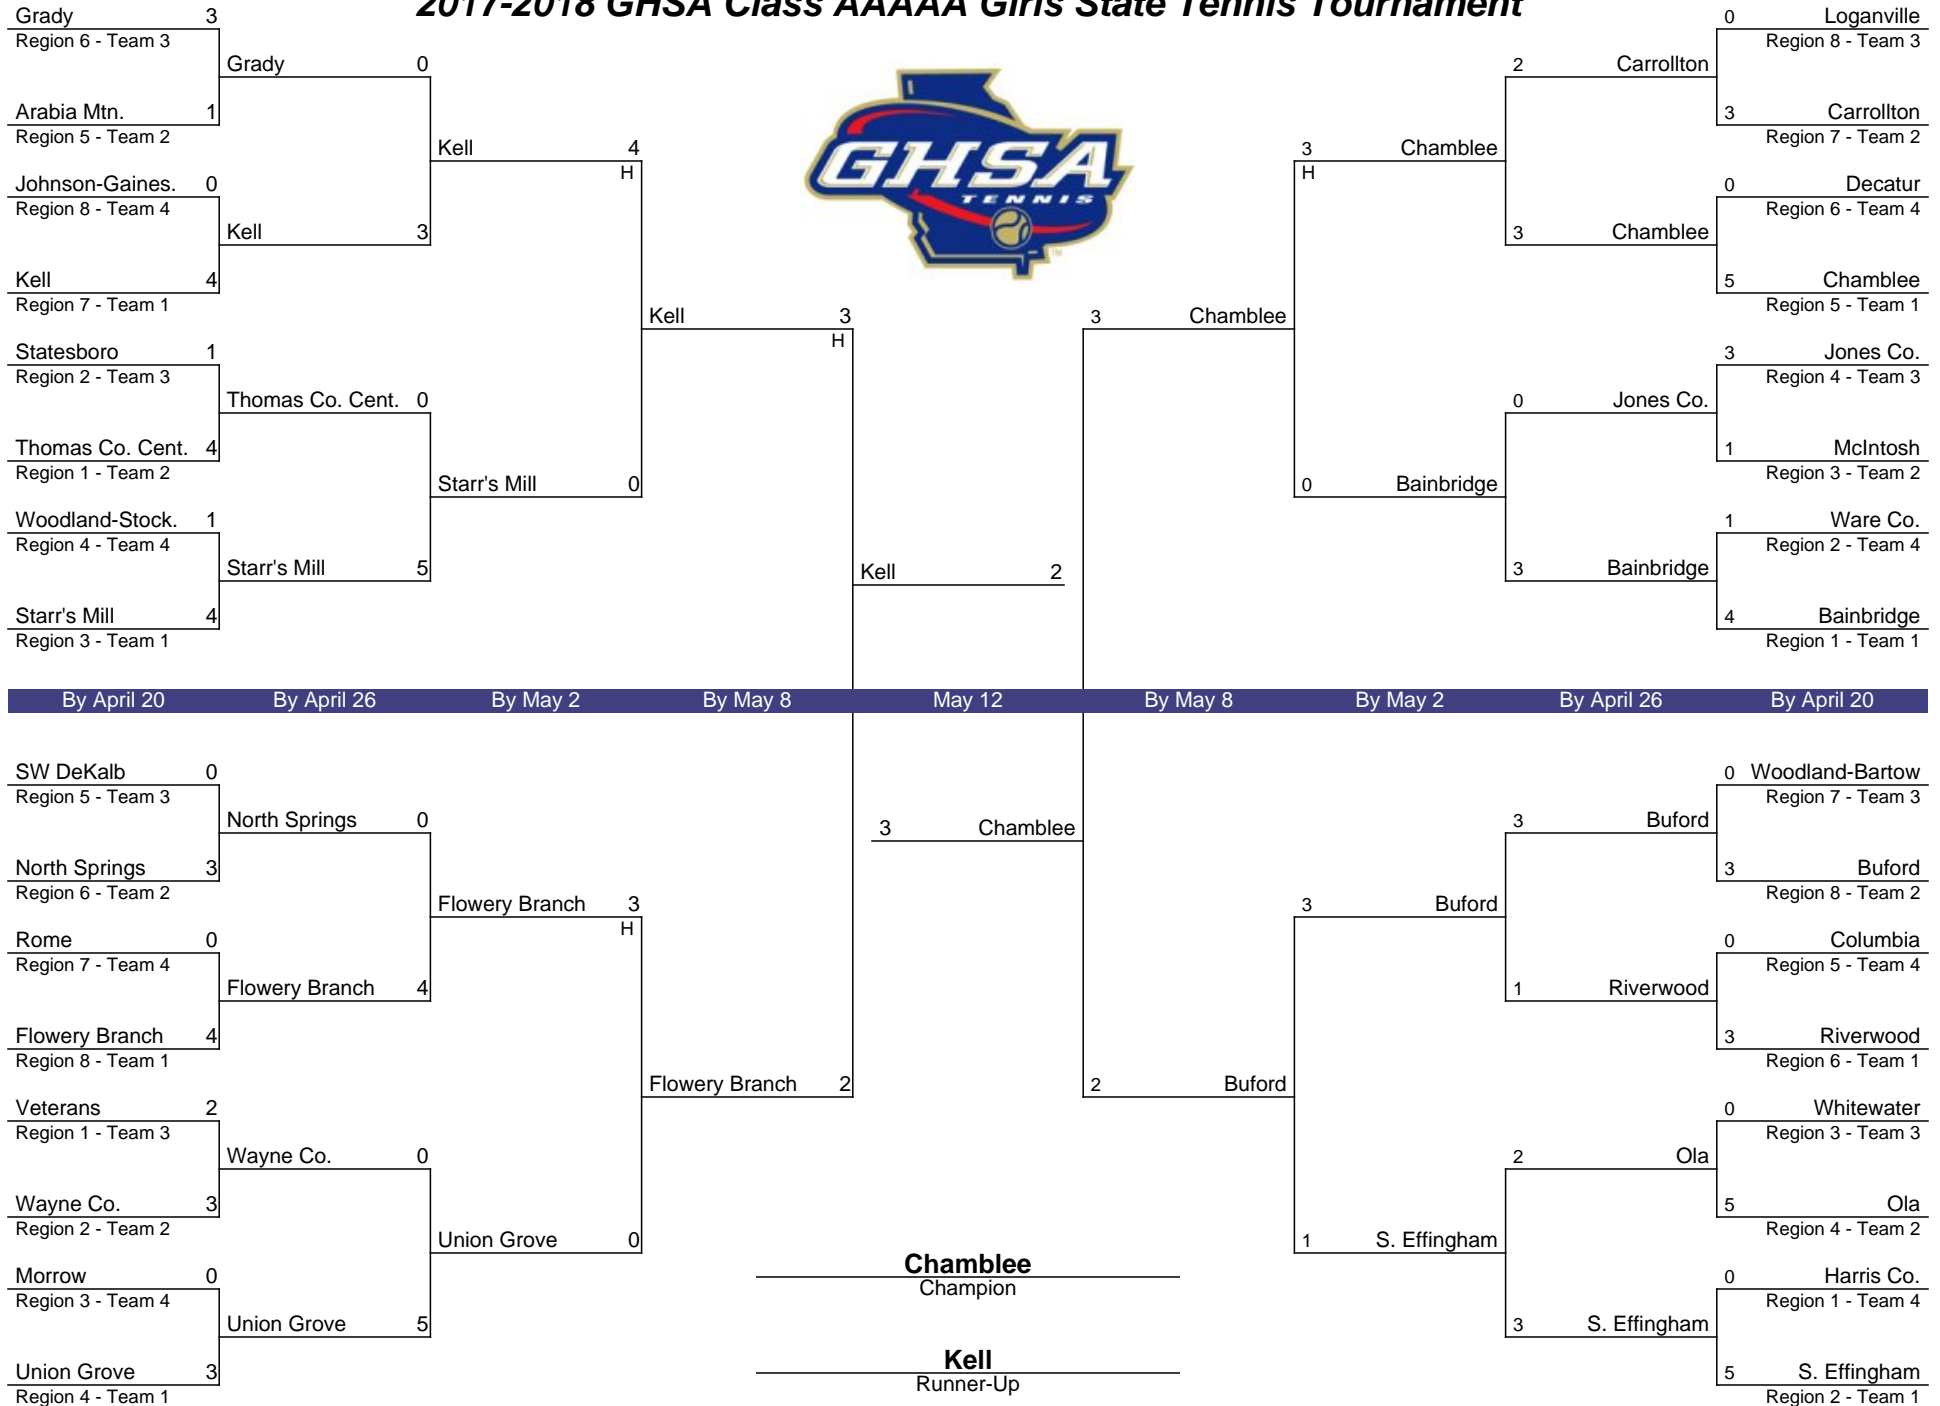 2017-2018 GHSA Class AAAAA Girls State Tennis Tournament
GHSA
TENNIS
TM
Grady 3
Region 6 - Team 3
Arabia Mtn. 1
Region 5 - Team 2
Johnson-Gaines. 0
Region 8 - Team 4
Kell 4
Region 7 - Team 1
Statesboro 1
Region 2 - Team 3
Thomas Co. Cent. 4
Region 1 - Team 2
Woodland-Stock. 1
Region 4 - Team 4
Starr's Mill 4
Region 3 - Team 1
Grady 0
Kell 3
Thomas Co. Cent. 0
Starr's Mill 5
Kell 4
H
Starr's Mill 0
Kell 3
H
Kell 2
3 Chamblee
3 Chamblee
H
0 Bainbridge
2 Carrollton
3 Chamblee
0 Jones Co.
3 Bainbridge
0 Loganville
Region 8 - Team 3
3 Carrollton
Region 7 - Team 2
0 Decatur
Region 6 - Team 4
5 Chamblee
Region 5 - Team 1
3 Jones Co.
Region 4 - Team 3
1 McIntosh
Region 3 - Team 2
1 Ware Co.
Region 2 - Team 4
4 Bainbridge
Region 1 - Team 1
By April 20 By April 26 By May 2 By May 8 May 12 By May 8 By May 2 By April 26 By April 20
SW DeKalb 0
Region 5 - Team 3
North Springs 3
Region 6 - Team 2
Rome 0
Region 7 - Team 4
Flowery Branch 4
Region 8 - Team 1
Veterans 2
Region 1 - Team 3
Wayne Co. 3
Region 2 - Team 2
Morrow 0
Region 3 - Team 4
Union Grove 3
Region 4 - Team 1
North Springs 0
Flowery Branch 4
Wayne Co. 0
Union Grove 5
Flowery Branch 3
H
Union Grove 0
Flowery Branch 2
3 Chamblee
2 Buford
3 Buford
1 S. Effingham
3 Buford
1 Riverwood
2 Ola
3 S. Effingham
0 Woodland-Bartow
Region 7 - Team 3
3 Buford
Region 8 - Team 2
0 Columbia
Region 5 - Team 4
3 Riverwood
Region 6 - Team 1
0 Whitewater
Region 3 - Team 3
5 Ola
Region 4 - Team 2
0 Harris Co.
Region 1 - Team 4
5 S. Effingham
Region 2 - Team 1
Chamblee
Champion
Kell
Runner-Up